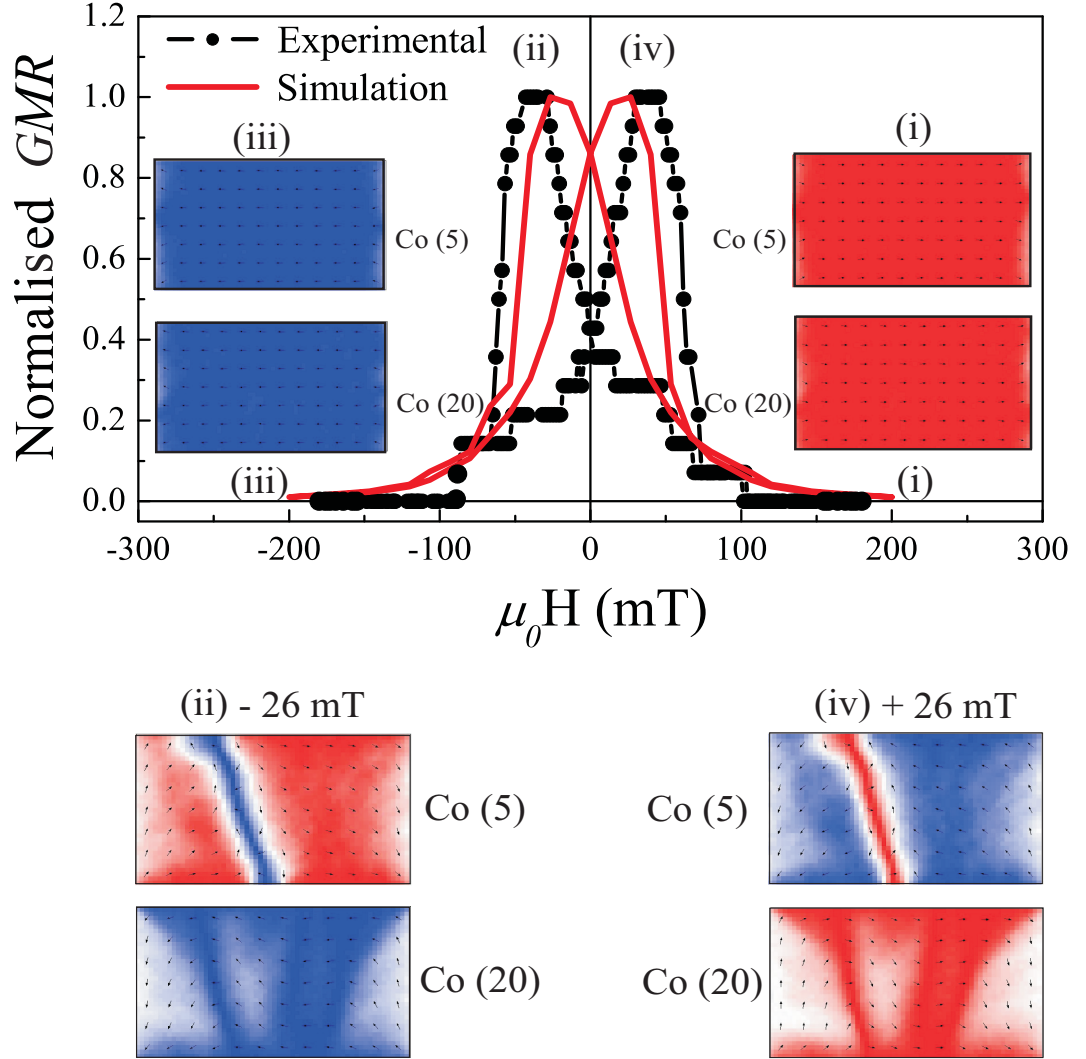 Normalised GMR
1.2
1.0
0.8
0.6
0.4
0.2
0.0
Experimental
Simulation
(ii)
(iv)
(iii)
(i)
Co (5)
Co (5)
Co (20)
Co (20)
(iii)
(i)
-300
-200
-100
0
100
200
300
μ₀H (mT)
(ii) - 26 mT
(iv) + 26 mT
Co (5)
Co (5)
Co (20)
Co (20)